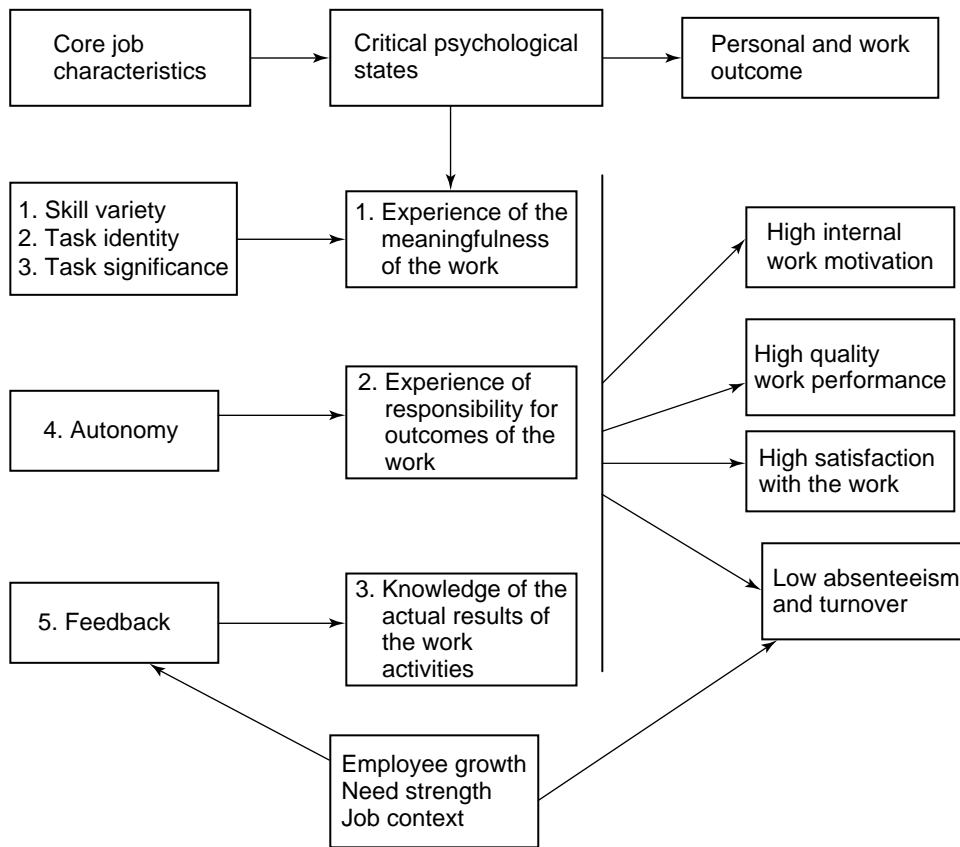 Core job
characteristics
Critical psychological
states
Personal and work
outcome
1. Skill variety
2. Task identity
3. Task significance
1. Experience of the
meaningfulness
of the work
High internal
work motivation
High quality
work performance
4. Autonomy
2. Experience of
responsibility for
outcomes of the
work
High satisfaction
with the work
5. Feedback
3. Knowledge of the
actual results of
the work
activities
Low absenteeism
and turnover
Employee growth
Need strength
Job context